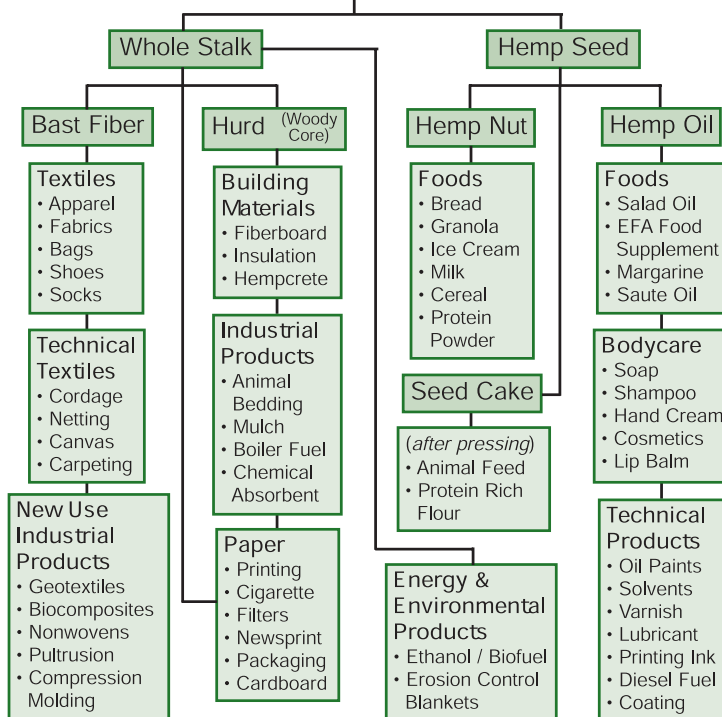 Whole Stalk
Hemp Seed
Bast Fiber
Hurd (Woody
Core)
Hemp Nut
Hemp Oil
Textiles
• Apparel
• Fabrics
• Bags
• Shoes
• Socks
Technical
Textiles
• Cordage
• Netting
• Canvas
• Carpeting
New Use
Industrial
Products
• Geotextiles
• Biocomposites
• Nonwovens
• Pultrusion
• Compression
Molding
Building
Materials
• Fiberboard
• Insulation
• Hempcrete
Industrial
Products
• Animal
Bedding
• Mulch
• Boiler Fuel
• Chemical
Absorbent
Paper
• Printing
• Cigarette
• Filters
• Newsprint
• Packaging
• Cardboard
Foods
• Bread
• Granola
• Ice Cream
• Milk
• Cereal
• Protein
Powder
Seed Cake
(after pressing)
• Animal Feed
• Protein Rich
Flour
Energy &
Environmental
Products
• Ethanol / Biofuel
• Erosion Control
Blankets
Foods
• Salad Oil
• EFA Food
Supplement
• Margarine
• Saute Oil
Bodycare
• Soap
• Shampoo
• Hand Cream
• Cosmetics
• Lip Balm
Technical
Products
• Oil Paints
• Solvents
• Varnish
• Lubricant
• Printing Ink
• Diesel Fuel
• Coating